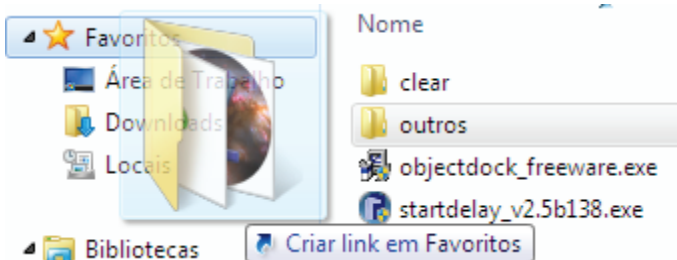 Favoritos
Área de Trabalho
Downloads
Locais
Bibliotecas
Nome
clear
outros
objectdock_freeware.exe
startdelay_v2.5b138.exe
Criar link em Favoritos